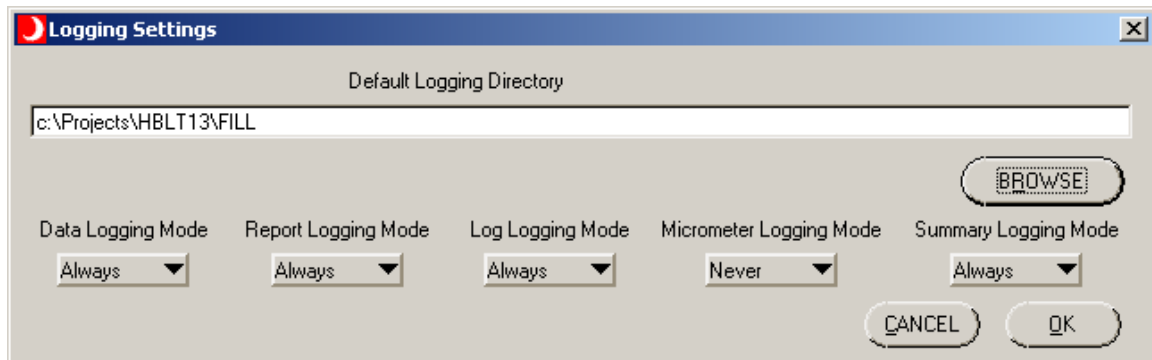 Logging Settings
Default Logging Directory
c:\Projects\HBLT13\FILL
BROWSE
Data Logging Mode Report Logging Mode Log Logging Mode Micrometer Logging Mode Summary Logging Mode
Always Always Always Never Always
CANCEL OK